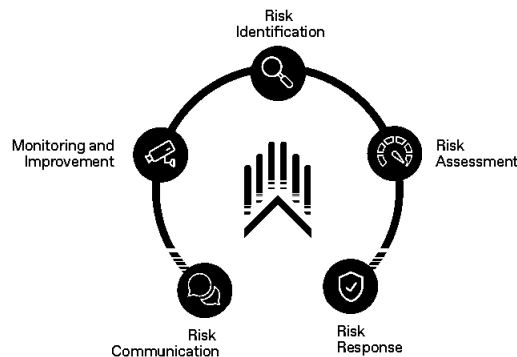 Risk
Identification
Monitoring and
Improvement
Risk
Assessment
Risk
Communication
Risk
Response